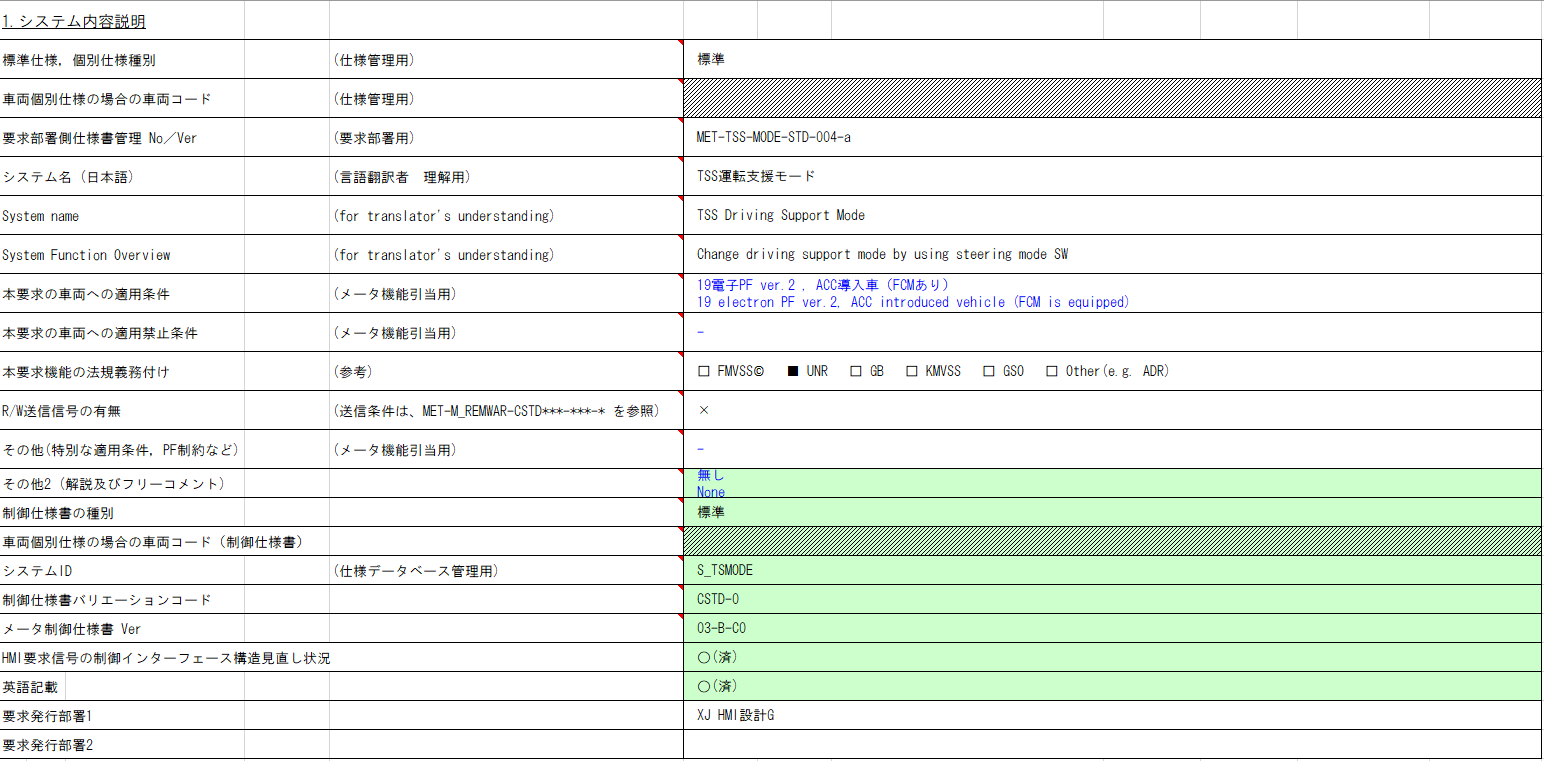 1. システム内容説明
標準仕様, 個別仕様種別 (仕様管理用) 標準
車両個別仕様の場合の車両コード (仕様管理用)
要求部署側仕様書管理 No／Ver (要求部署用) MET-TSS-MODE-STD-004-a
システム名（日本語） (言語翻訳者　理解用) TSS運転支援モード
System name (for translator's understanding) TSS Driving Support Mode
System Function Overview (for translator's understanding) Change driving support mode by using steering mode SW
本要求の車両への適用条件 (メータ機能引当用) 19電子PF ver.2 , ACC導入車（FCMあり）
19 electron PF ver.2, ACC introduced vehicle (FCM is equipped)
本要求の車両への適用禁止条件 (メータ機能引当用) -
本要求機能の法規義務付け (参考) □ FMVSS© ■ UNR □ GB □ KMVSS □ GSO □ Other(e.g. ADR)
R/W送信信号の有無 (送信条件は、MET-M_REMWAR-CSTD***-***-* を参照) ×
その他(特別な適用条件, PF制約など) (メータ機能引当用) -
その他2（解説及びフリーコメント） 無し
None
制御仕様書の種別 標準
車両個別仕様の場合の車両コード（制御仕様書）
システムID (仕様データベース管理用) S_TSMODE
制御仕様書バリエーションコード CSTD-0
メータ制御仕様書 Ver 03-B-C0
HMI要求信号の制御インターフェース構造見直し状況 〇(済)
英語記載 〇(済)
要求発行部署1 XJ HMI設計G
要求発行部署2